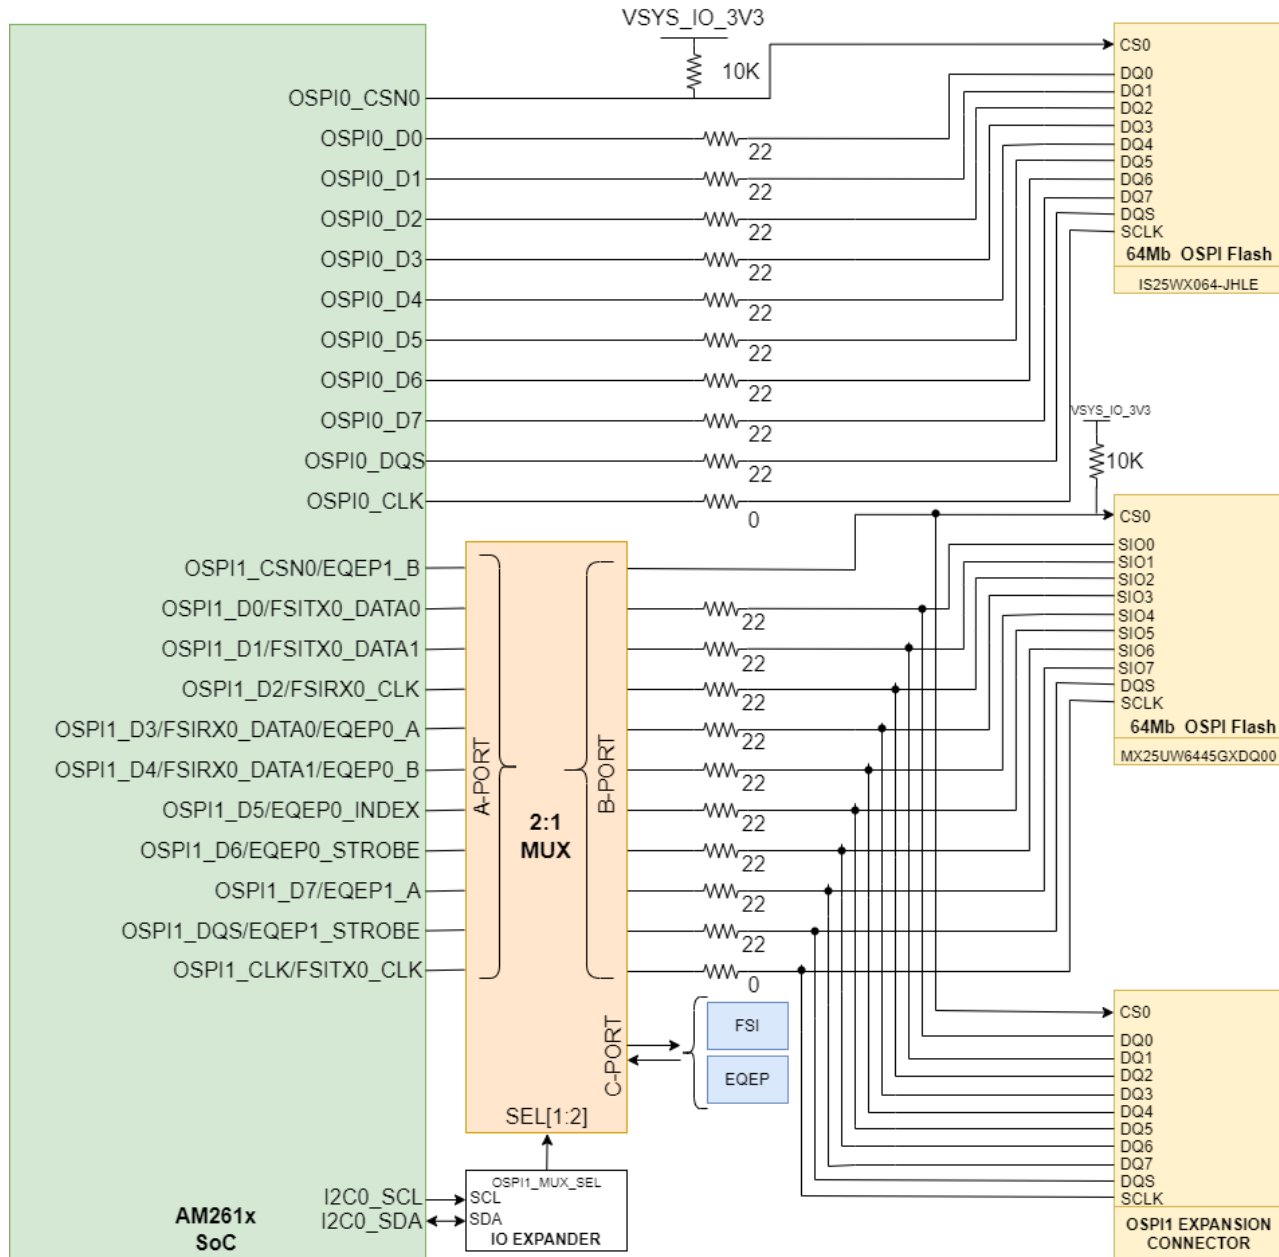 VSYS_IO_3V3
10K
OSPI0_CSN0
OSPI0_D0
22
OSPI0_D1
22
OSPI0_D2
22
OSPI0_D3
22
OSPI0_D4
22
OSPI0_D5
22
OSPI0_D6
22
OSPI0_D7
22
OSPI0_DQS
22
OSPI0_CLK
0
CS0
DQ0
DQ1
DQ2
DQ3
DQ4
DQ5
DQ6
DQ7
DQS
SCLK
64Mb OSPI Flash
IS25WX064-JHLE
VSYS_IO_3V3
10K
OSPI1_CSN0/EQEP1_B
OSPI1_D0/FSITX0_DATA0
OSPI1_D1/FSITX0_DATA1
OSPI1_D2/FSIRX0_CLK
OSPI1_D3/FSIRX0_DATA0/EQEP0_A
OSPI1_D4/FSIRX0_DATA1/EQEP0_B
OSPI1_D5/EQEP0_INDEX
OSPI1_D6/EQEP0_STROBE
OSPI1_D7/EQEP1_A
OSPI1_DQS/EQEP1_STROBE
OSPI1_CLK/FSITX0_CLK
A-PORT
2:1
MUX
B-PORT
C-PORT
SEL[1:2]
22
22
22
22
22
22
22
22
22
0
CS0
SIO0
SIO1
SIO2
SIO3
SIO4
SIO5
SIO6
SIO7
DQS
SCLK
64Mb OSPI Flash
MX25UW6445GXDQ00
FSI
EQEP
CS0
DQ0
DQ1
DQ2
DQ3
DQ4
DQ5
DQ6
DQ7
DQS
SCLK
OSPI1 EXPANSION
CONNECTOR
OSPI1_MUX_SEL
I2C0_SCL
SCL
I2C0_SDA
SDA
IO EXPANDER
AM261x
SoC